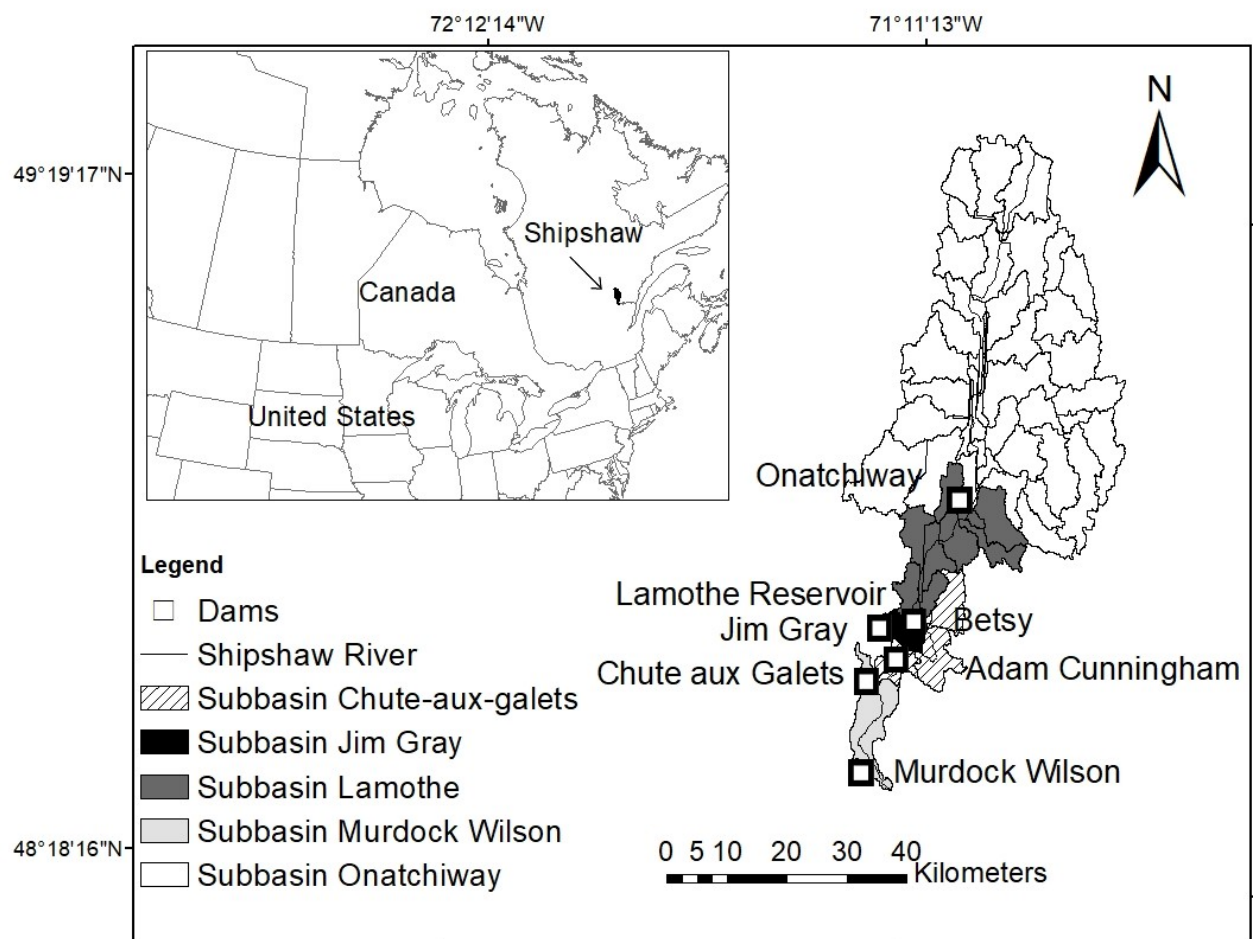 72°12'14"W
71°11'13"W
N
49°19'17"N
Shipshaw
Canada
United States
Onatchiway
Legend
Dams
Shipshaw River
Subbasin Chute-aux-galets
Subbasin Jim Gray
Subbasin Lamothe
Subbasin Murdock Wilson
Subbasin Onatchiway
Lamothe Reservoir
Jim Gray
Betsy
Chute aux Galets
Adam Cunningham
Murdock Wilson
48°18'16"N
0 5 10 20 30 40
Kilometers